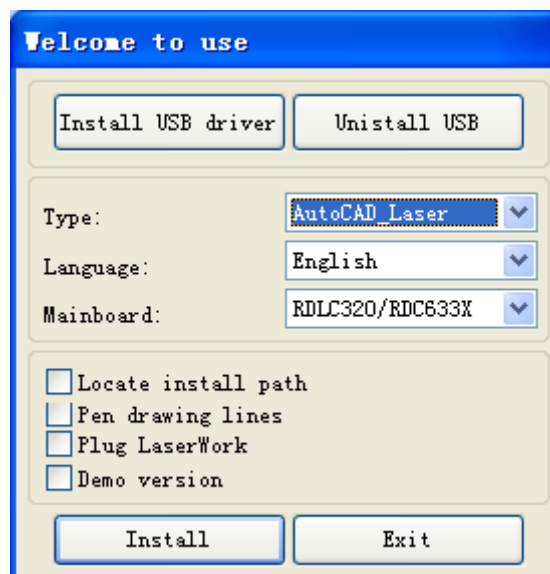 Welcome to use
Install USB driver Unistall USB
Type: AutoCAD_Laser
Language: English
Mainboard: RDLC320/RDC633X
Locate install path
Pen drawing lines
Plug LaserWork
Demo version
Install Exit